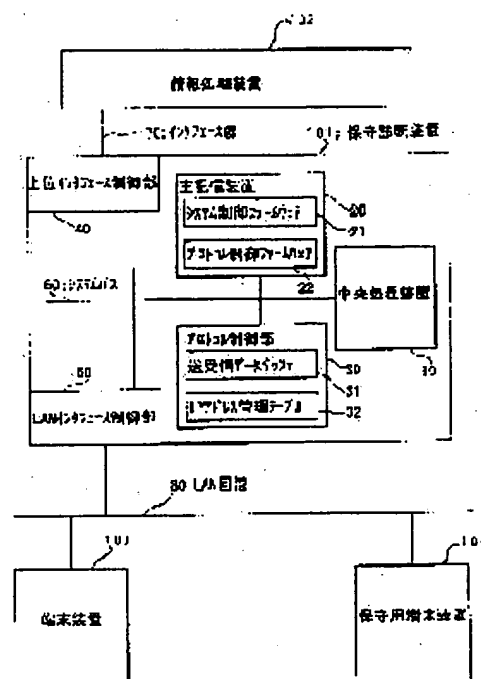 102
情報処理装置
70:インタフェース部
101:保守診断装置
上位インタフェース制御部
40
主記憶装置
20
システム制御ファームウェア
21
プロトコル制御ファームウェア
22
60:システムバス
中央処理装置
10
プロトコル制御部
30
送受信データバッファ
31
アドレス管理テーブル
32
50
LANインタフェース制御部
80 LAN回線
103
端末装置
10
保守用端末装置